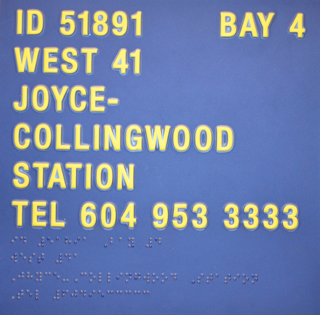 ID 51891 BAY 4
WEST 41
JOYCE-
COLLINGWOOD
STATION
TEL 604 953 3333